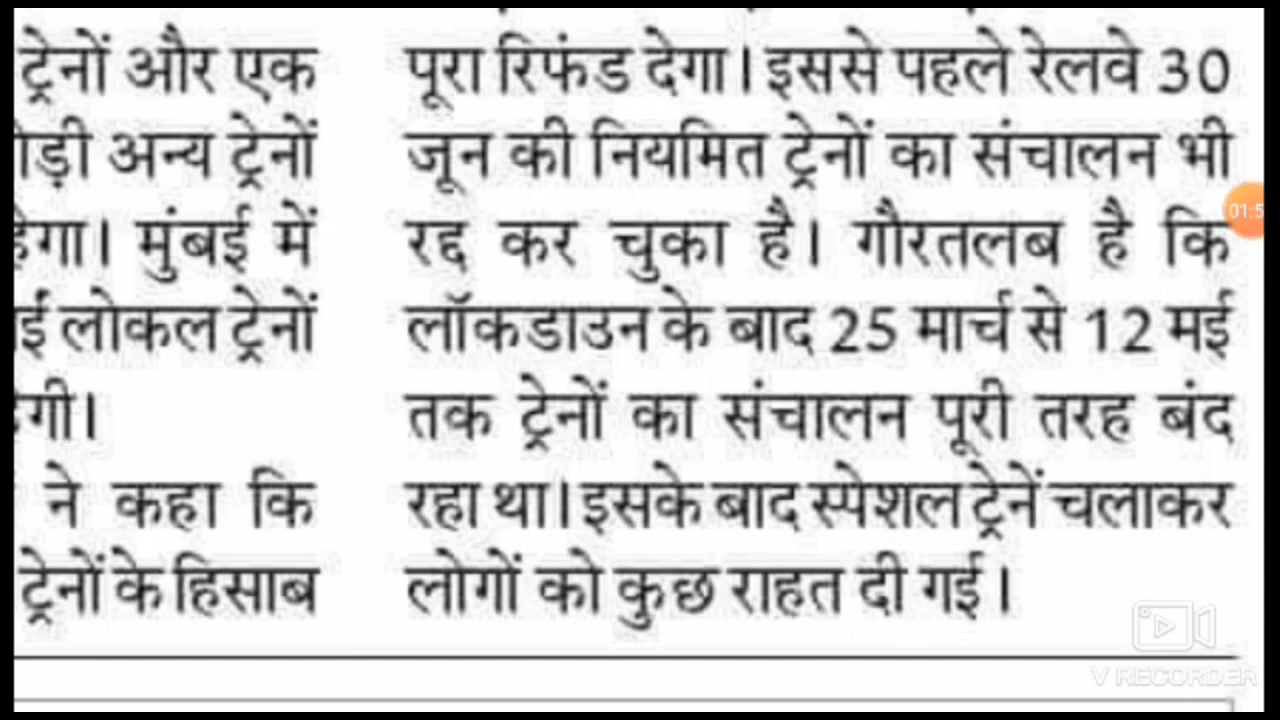 ट्रेनों और एक
अन्य ट्रेनों
मुंबई में
लोकल ट्रेनों
ने कहा कि
ट्रेनों के हिसाब
पूरा रिफंड देगा। इससे पहले रेलवे 30
जून की नियमित ट्रेनों का संचालन भी
रद्द कर चुका है। गौरतलब है कि
लॉकडाउन के बाद 25 मार्च से 12 मई
तक ट्रेनों का संचालन पूरी तरह बंद
रहा था। इसके बाद स्पेशल ट्रेनें चलाकर
लोगों को कुछ राहत दी गई।
V RECORDER